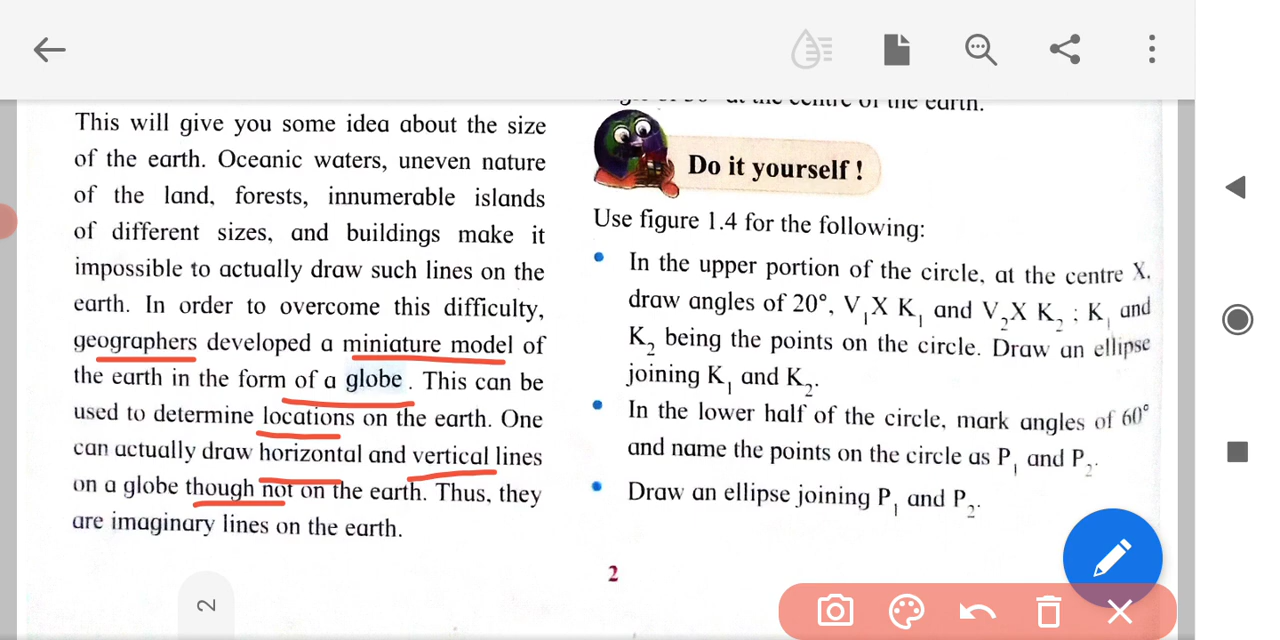 This will give you some idea about the size
of the earth. Oceanic waters, uneven nature
of the land, forests, innumerable islands
of different sizes, and buildings make it
impossible to actually draw such lines on the
earth. In order to overcome this difficulty,
geographers developed a miniature model of
the earth in the form of a globe. This can be
used to determine locations on the earth. One
can actually draw horizontal and vertical lines
on a globe though not on the earth. Thus, they
are imaginary lines on the earth.
at the centre of the earth.
Do it yourself !
Use figure 1.4 for the following:
• In the upper portion of the circle, at the centre X,
draw angles of 20°, V₁X K₁ and V₂X K₂ ; K₁ and
K₂ being the points on the circle. Draw an ellipse
joining K₁ and K₂.
• In the lower half of the circle, mark angles of 60°
and name the points on the circle as P₁ and P₂.
• Draw an ellipse joining P₁ and P₂.
2
2